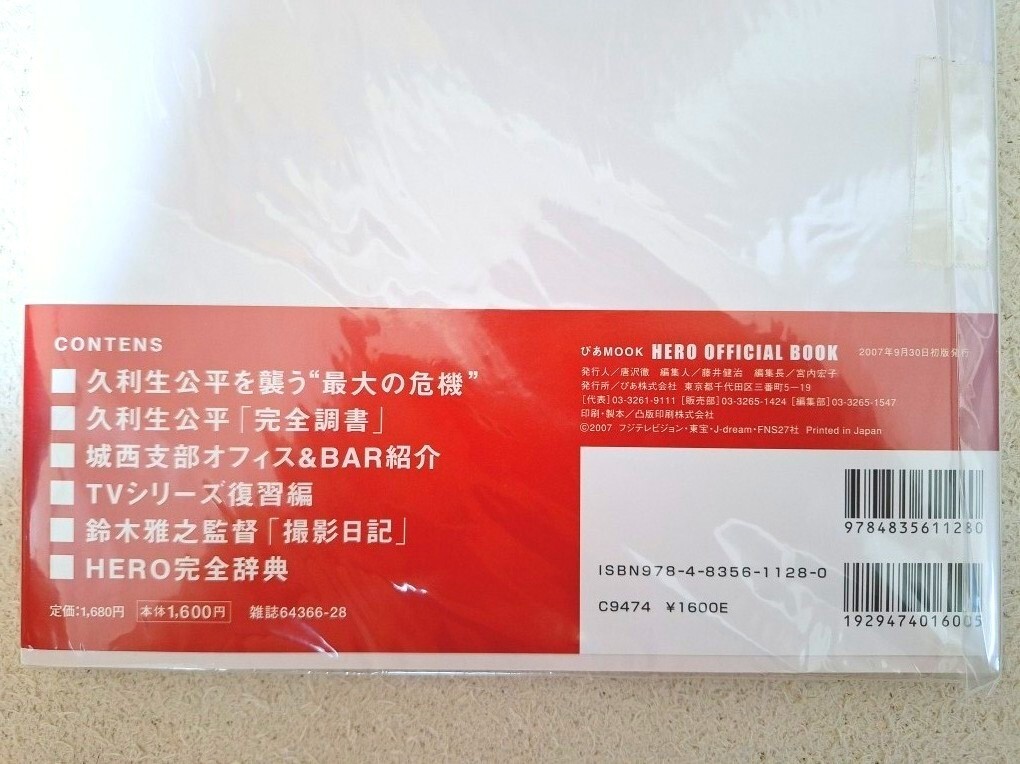 CONTENS
■ 久利生公平を襲う“最大の危機”
■ 久利生公平「完全調書」
■ 城西支部オフィス&BAR紹介
■ TVシリーズ復習編
■ 鈴木雅之監督「撮影日記」
■ HERO完全辞典
定価:1,680円 本体1,600円 雑誌64366-28
ぴあMOOK HERO OFFICIAL BOOK 2007年9月30日初版発行
発行人/唐沢徹 編集人/藤井健治 編集長/宮内宏子
発行所/ぴあ株式会社 東京都千代田区三番町5-19
[代表]03-3261-9111 [販売部]03-3265-1424 [編集部]03-3265-1547
印刷・製本/凸版印刷株式会社
©2007 フジテレビジョン・東宝・J-dream・FNS27社 Printed in Japan
9784835611280
ISBN978-4-8356-1128-0
C9474 ¥1600E
1929474016005